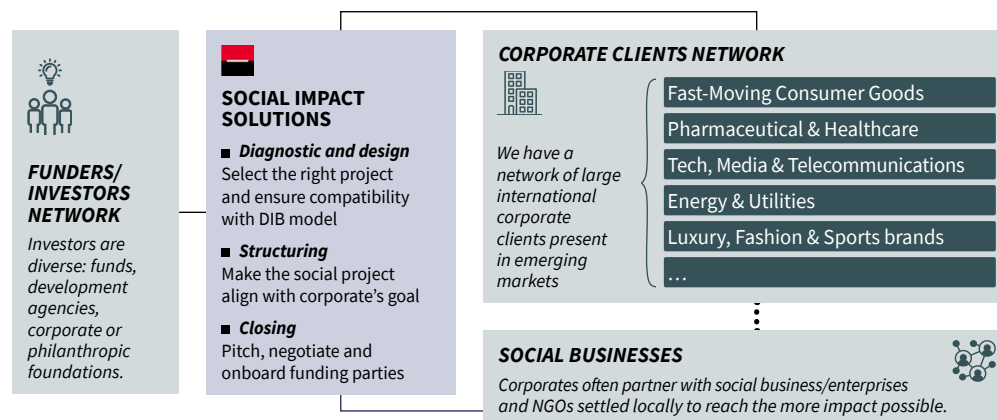 FUNDERS/
INVESTORS
NETWORK
Investors are
diverse: funds,
development
agencies,
corporate or
philanthropic
foundations.
SOCIAL IMPACT
SOLUTIONS
■ Diagnostic and design
Select the right project
and ensure compatibility
with DIB model
■ Structuring
Make the social project
align with corporate’s goal
■ Closing
Pitch, negotiate and
onboard funding parties
CORPORATE CLIENTS NETWORK
We have a
network of large
international
corporate
clients present
in emerging
markets
Fast-Moving Consumer Goods
Pharmaceutical & Healthcare
Tech, Media & Telecommunications
Energy & Utilities
Luxury, Fashion & Sports brands
…
SOCIAL BUSINESSES
Corporates often partner with social business/enterprises
and NGOs settled locally to reach the more impact possible.